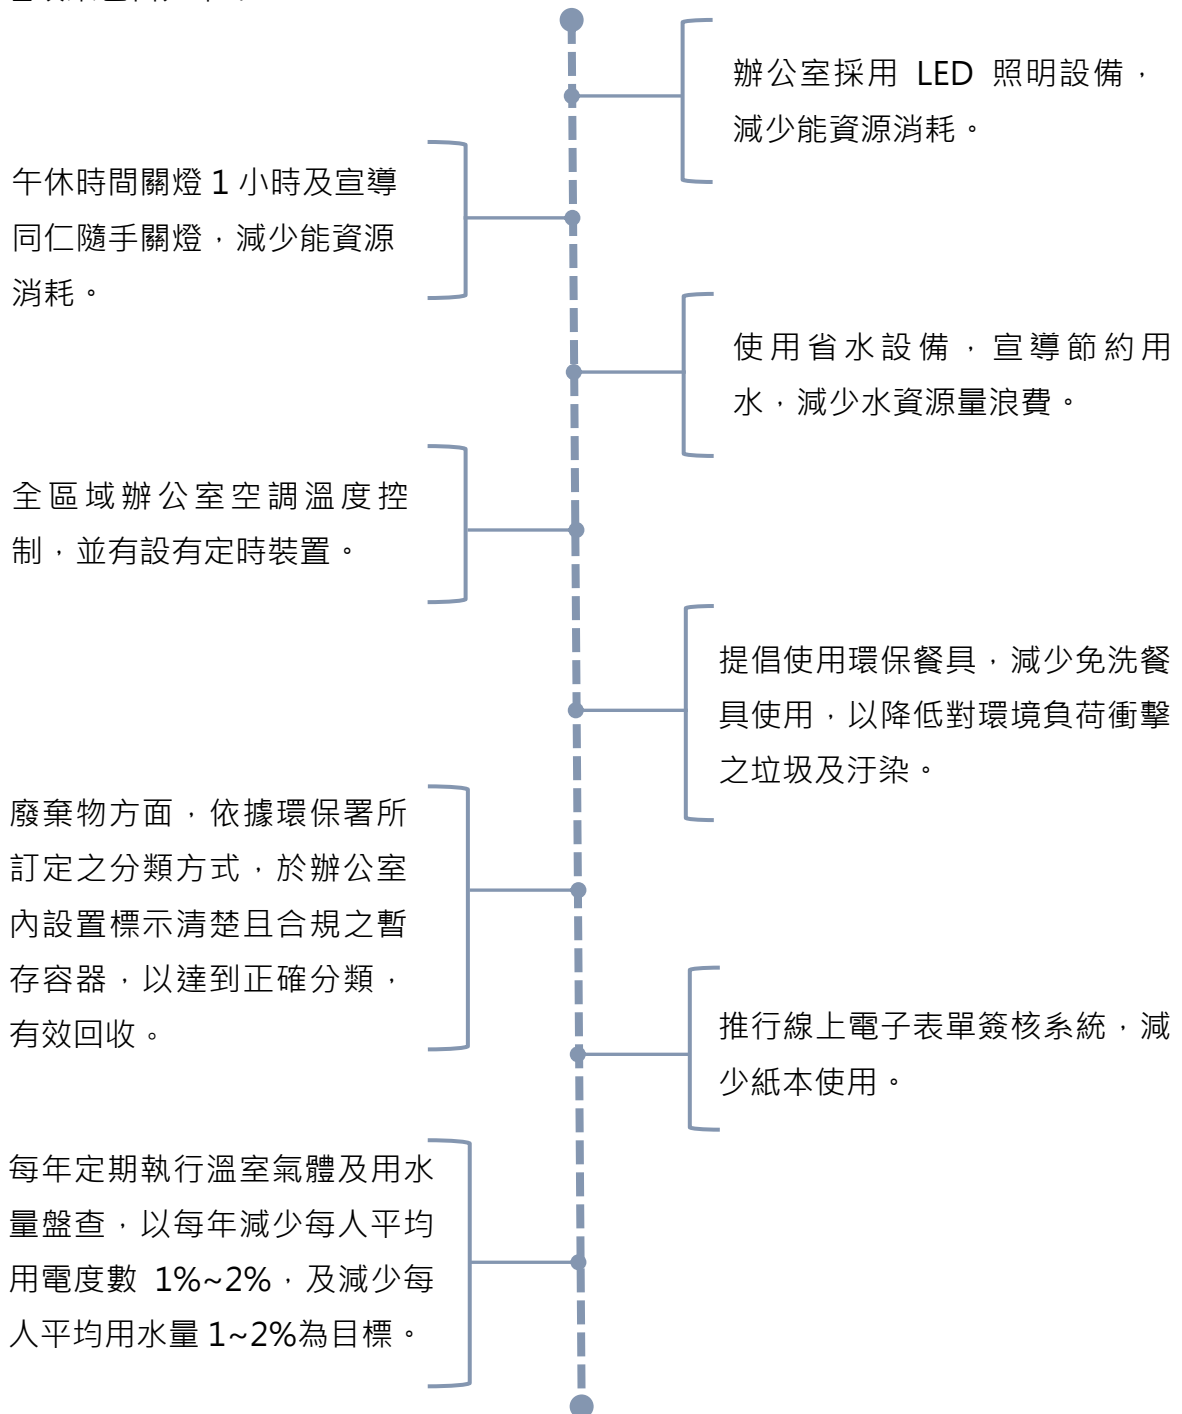 辦公室採用 LED 照明設備，
減少能資源消耗。
午休時間關燈 1 小時及宣導
同仁隨手關燈，減少能資源
消耗。
使用省水設備，宣導節約用
水，減少水資源量浪費。
全區域辦公室空調溫度控
制，並有設有定時裝置。
提倡使用環保餐具，減少免洗餐
具使用，以降低對環境負荷衝擊
之垃圾及汙染。
廢棄物方面，依據環保署所
訂定之分類方式，於辦公室
內設置標示清楚且合規之暫
存容器，以達到正確分類，
有效回收。
推行線上電子表單簽核系統，減
少紙本使用。
每年定期執行溫室氣體及用水
量盤查，以每年減少每人平均
用電度數 1%~2%，及減少每
人平均用水量 1~2%為目標。